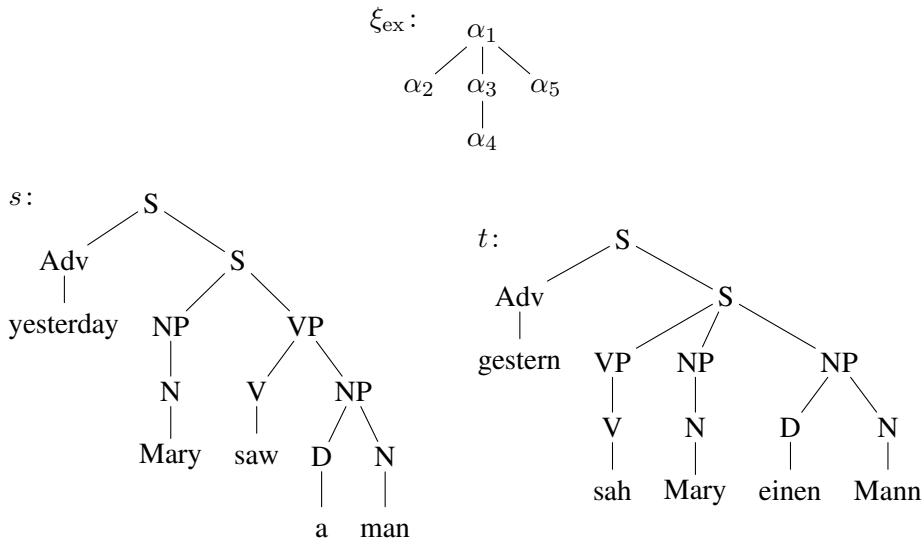 ξex:
α1
α2 α3 α5
α4
s:
S
Adv S
yesterday NP VP
N V NP
Mary saw D N
a man
t:
S
Adv S
gestern VP NP NP
V N D N
sah Mary einen Mann